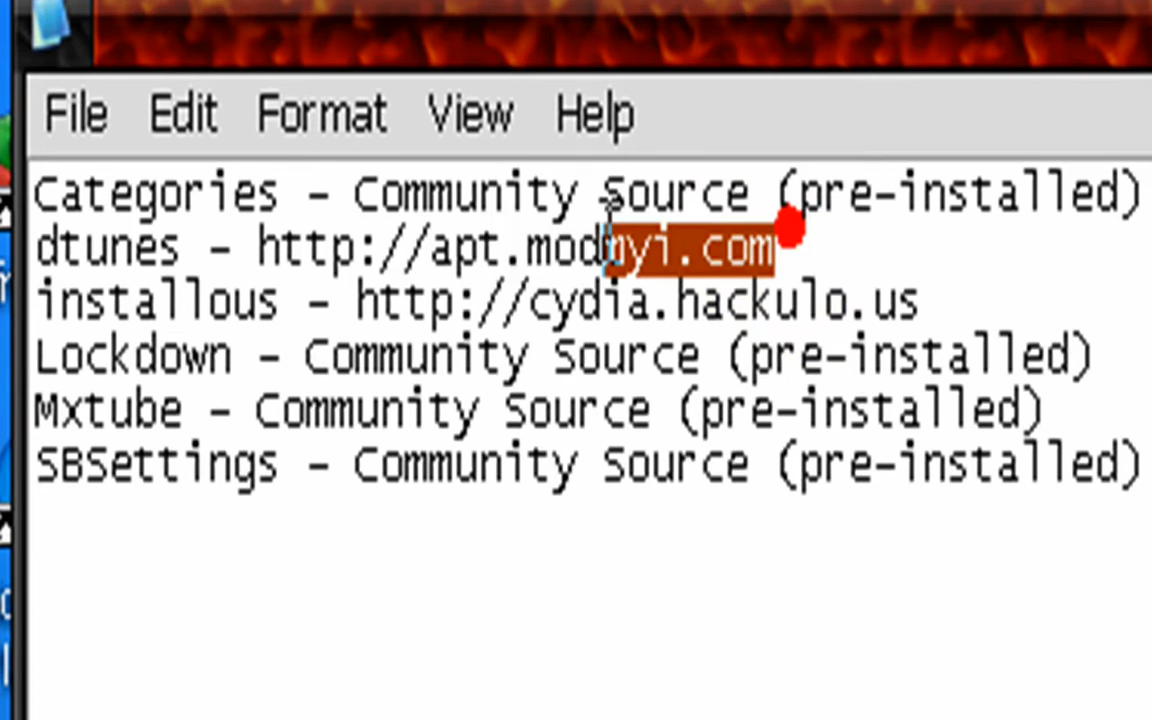 File Edit Format View Help
Categories - Community Source (pre-installed)
dtunes - http://apt.modmyi.com
installous - http://cydia.hackulo.us
Lockdown - Community Source (pre-installed)
Mxtube - Community Source (pre-installed)
SBSettings - Community Source (pre-installed)